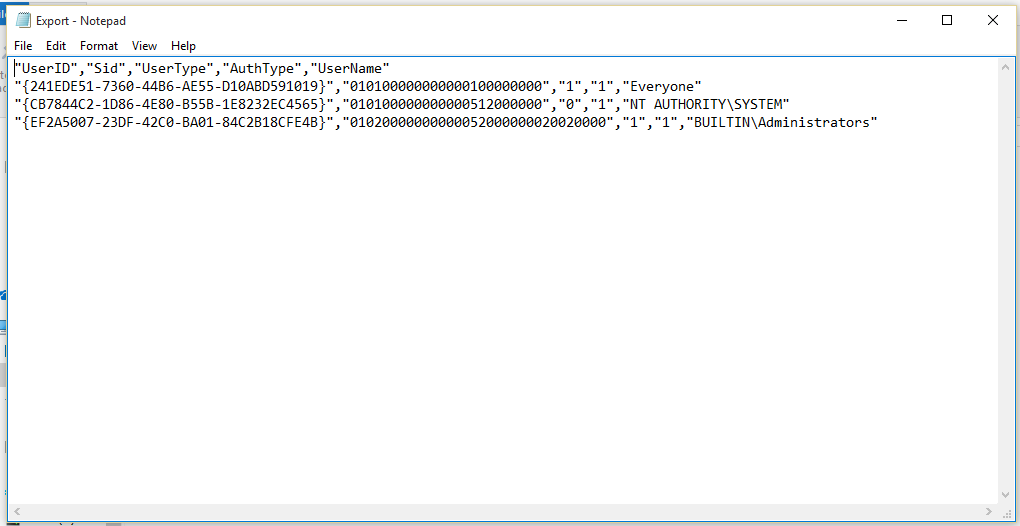 Export - Notepad
File Edit Format View Help
"UserID","Sid","UserType","AuthType","UserName"
"{241EDE51-7360-44B6-AE55-D10ABD591019}","010100000000000100000000","1","1","Everyone"
"{CB7844C2-1D86-4E80-B55B-1E8232EC4565}","010100000000000512000000","0","1","NT AUTHORITY\SYSTEM"
"{EF2A5007-23DF-42C0-BA01-84C2B18CFE4B}","01020000000000052000000020020000","1","1","BUILTIN\Administrators"